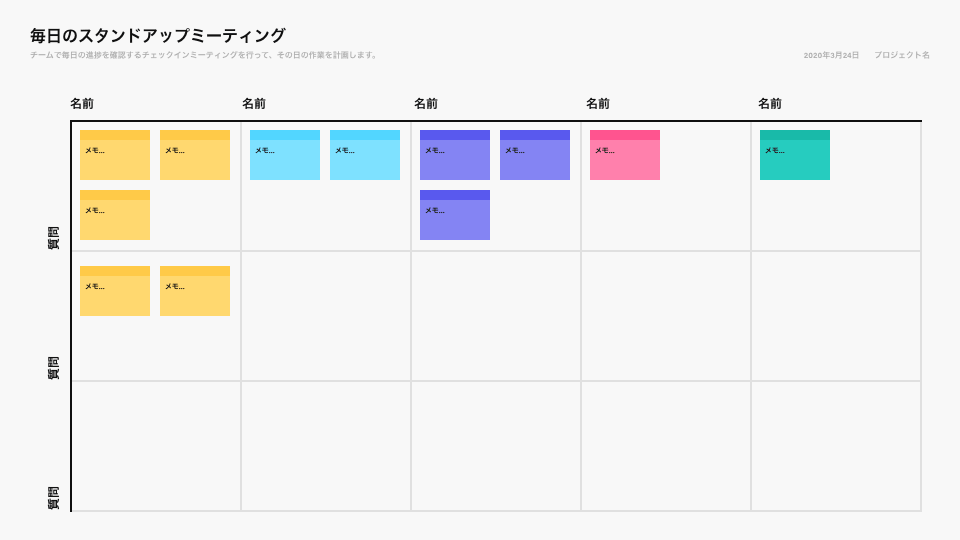 毎日のスタンドアップミーティング
チームで毎日の進捗を確認するチェックインミーティングを行って、その日の作業を計画します。
2026年3月24日 プロジェクト名
名前 名前 名前 名前 名前
メモ... メモ... メモ... メモ... メモ... メモ... メモ... メモ...
メモ... メモ...
質問
メモ... メモ...
質問
質問